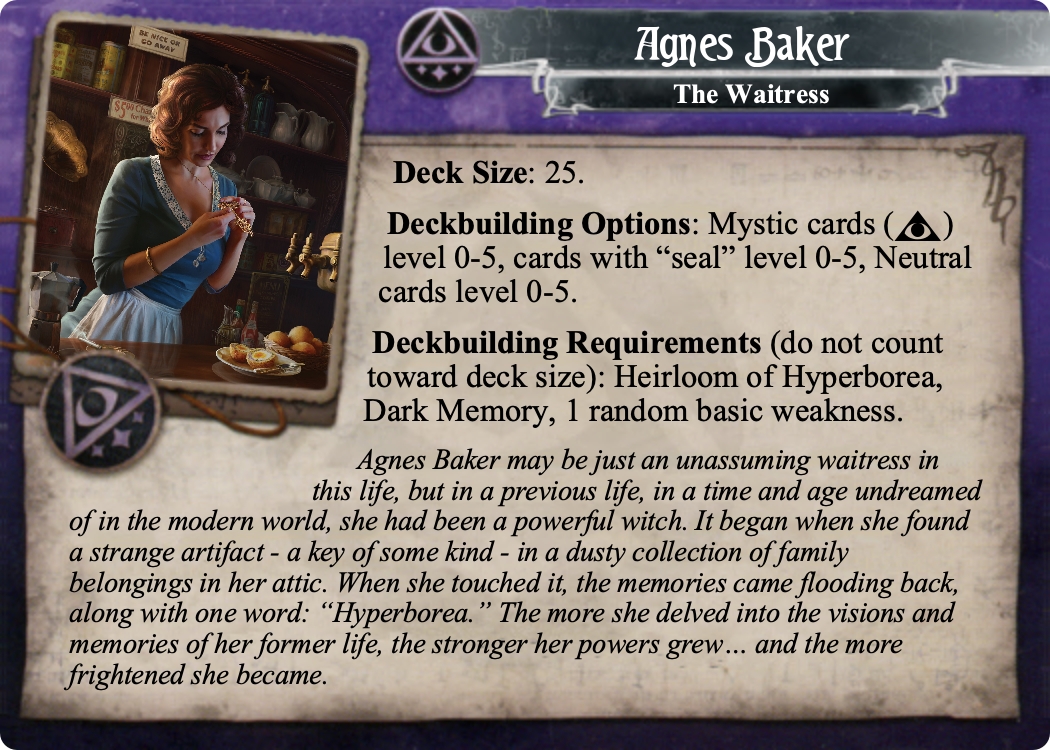 BE NICE OR
GO AWAY
Agnes Baker
The Waitress
Deck Size: 25.
Deckbuilding Options: Mystic cards ( )
level 0-5, cards with “seal” level 0-5, Neutral
cards level 0-5.
Deckbuilding Requirements (do not count
toward deck size): Heirloom of Hyperborea,
Dark Memory, 1 random basic weakness.
Agnes Baker may be just an unassuming waitress in
this life, but in a previous life, in a time and age undreamed
of in the modern world, she had been a powerful witch. It began when she found
a strange artifact - a key of some kind - in a dusty collection of family
belongings in her attic. When she touched it, the memories came flooding back,
along with one word: “Hyperborea.” The more she delved into the visions and
memories of her former life, the stronger her powers grew… and the more
frightened she became.